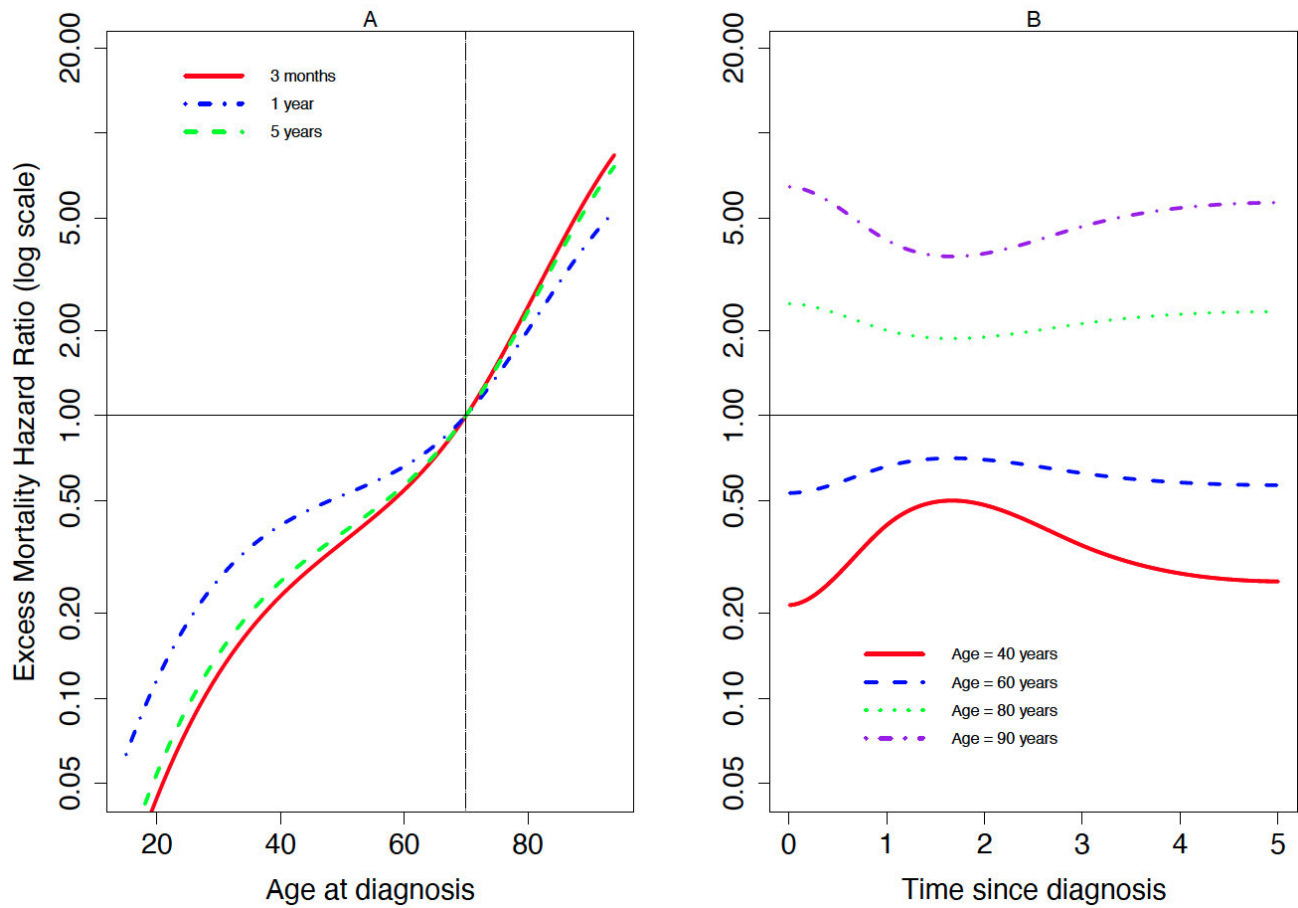 A
Excess Mortality Hazard Ratio (log scale)
20.00
5.00
2.00
1.00
0.50
0.20
0.10
0.05
3 months
1 year
5 years
20
40
60
80
Age at diagnosis
B
20.00
5.00
2.00
1.00
0.50
0.20
0.10
0.05
Age = 40 years
Age = 60 years
Age = 80 years
Age = 90 years
0
1
2
3
4
5
Time since diagnosis